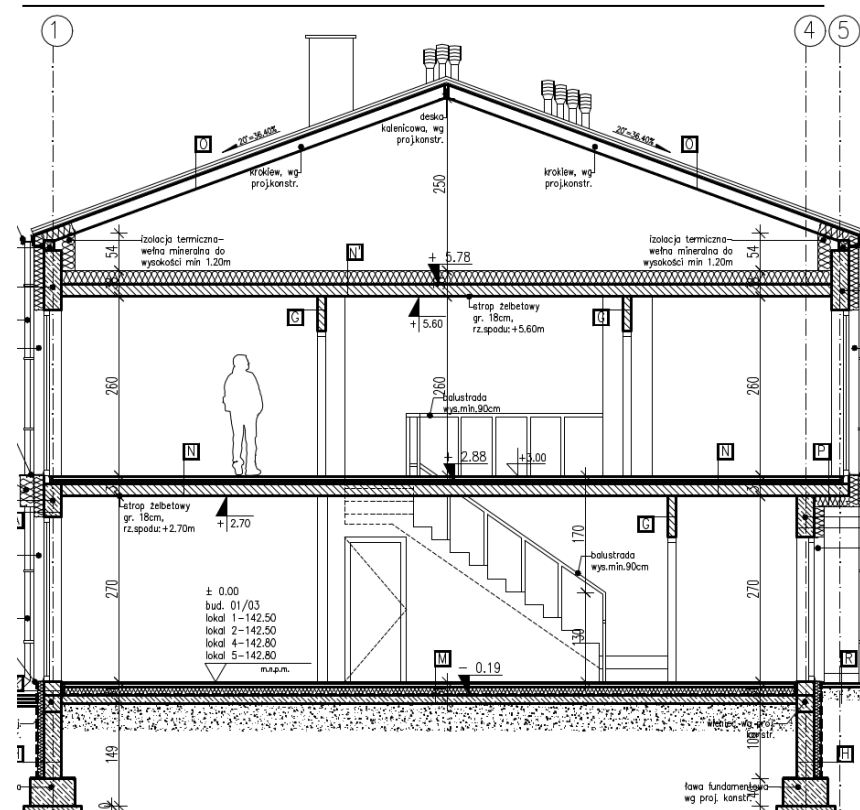 1
4
5
deska
kalenicowa, wg
proj.konstr.
20°=36.40%
20°=36.40%
O
O
krokiew, wg
proj.konstr.
krokiew, wg
proj.konstr.
250
izolacja termiczna-
wełna mineralna do
wysokości min 1.20m
izolacja termiczna-
wełna mineralna do
wysokości min 1.20m
54
54
N'
+ 5.78
G
G
+ 5.60
strop żelbetowy
gr. 18cm,
rz.spodu:+5.60m
260
260
260
balustrada
wys.min.90cm
N
+ 2.88
+3.00
N
P
strop żelbetowy
gr. 18cm,
rz.spodu:+2.70m
+ 2.70
G
170
balustrada
wys.min.90cm
270
270
± 0.00
bud. 01/03
lokal 1-142.50
lokal 2-142.50
lokal 4-142.80
lokal 5-142.80
m.n.p.m.
130
M
- 0.19
R
wieniec wg proj.
konstr.
149
H
ława fundamentowa
wg proj. konstr.